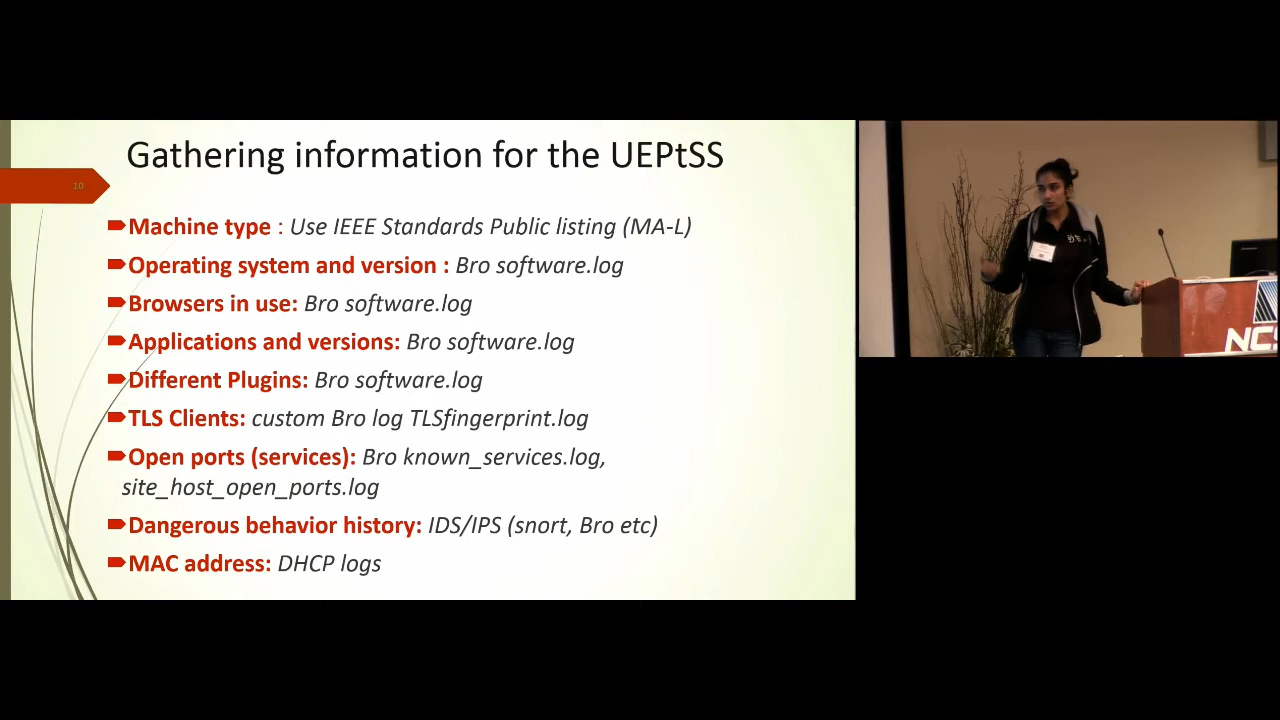 Gathering information for the UEPtSS
10
Machine type : Use IEEE Standards Public listing (MA-L)
Operating system and version : Bro software.log
Browsers in use: Bro software.log
Applications and versions: Bro software.log
Different Plugins: Bro software.log
TLS Clients: custom Bro log TLSfingerprint.log
Open ports (services): Bro known_services.log,
site_host_open_ports.log
Dangerous behavior history: IDS/IPS (snort, Bro etc)
MAC address: DHCP logs
NCS